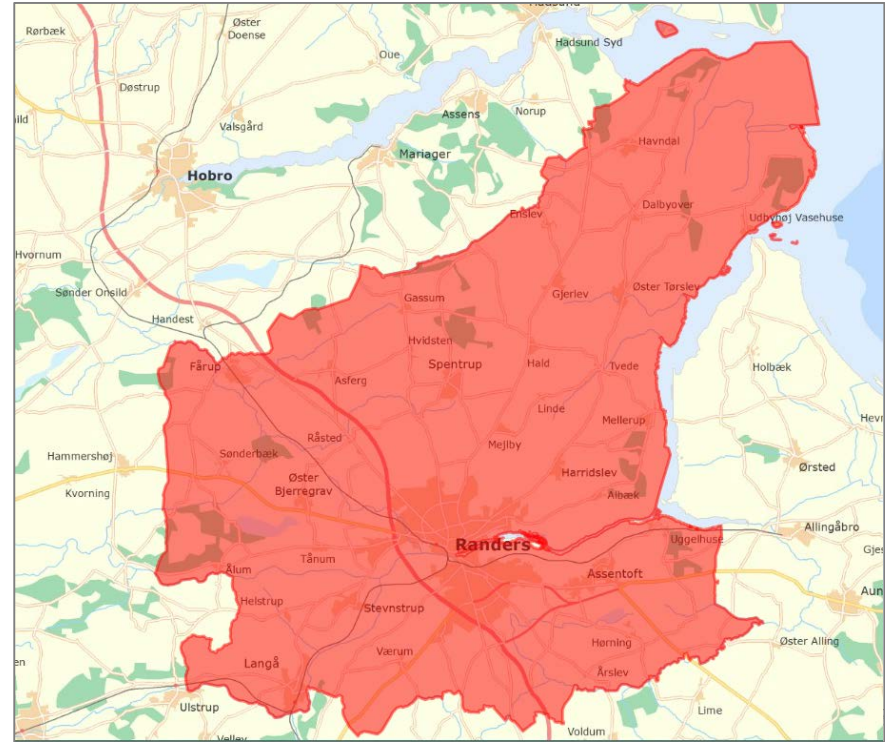 Rørbæk
Øster
Doense
Hadsund
Hadsund Syd
Oue
Døstrup
Assens
Norup
Valsgård
Havndal
Mariager
Hobro
Dalbyover
Enslev
Udbyhøj Vasehuse
Hvornum
Sønder Onsild
Gjerlev
Øster Tørslev
Gassum
Handest
Hvidsten
Fårup
Spentrup
Hald
Tvede
Holbæk
Asferg
Linde
Mellerup
Råsted
Mejlby
Hammershøj
Sønderbæk
Harridslev
Ørsted
Øster
Bjerregrav
Kvorning
Albæk
Allingåbro
Randers
Uggelhuse
Tånum
Ålum
Assentoft
Helstrup
Stevnstrup
Hørning
Øster Alling
Værum
Langå
Årslev
Ulstrup
Lime
Voldum